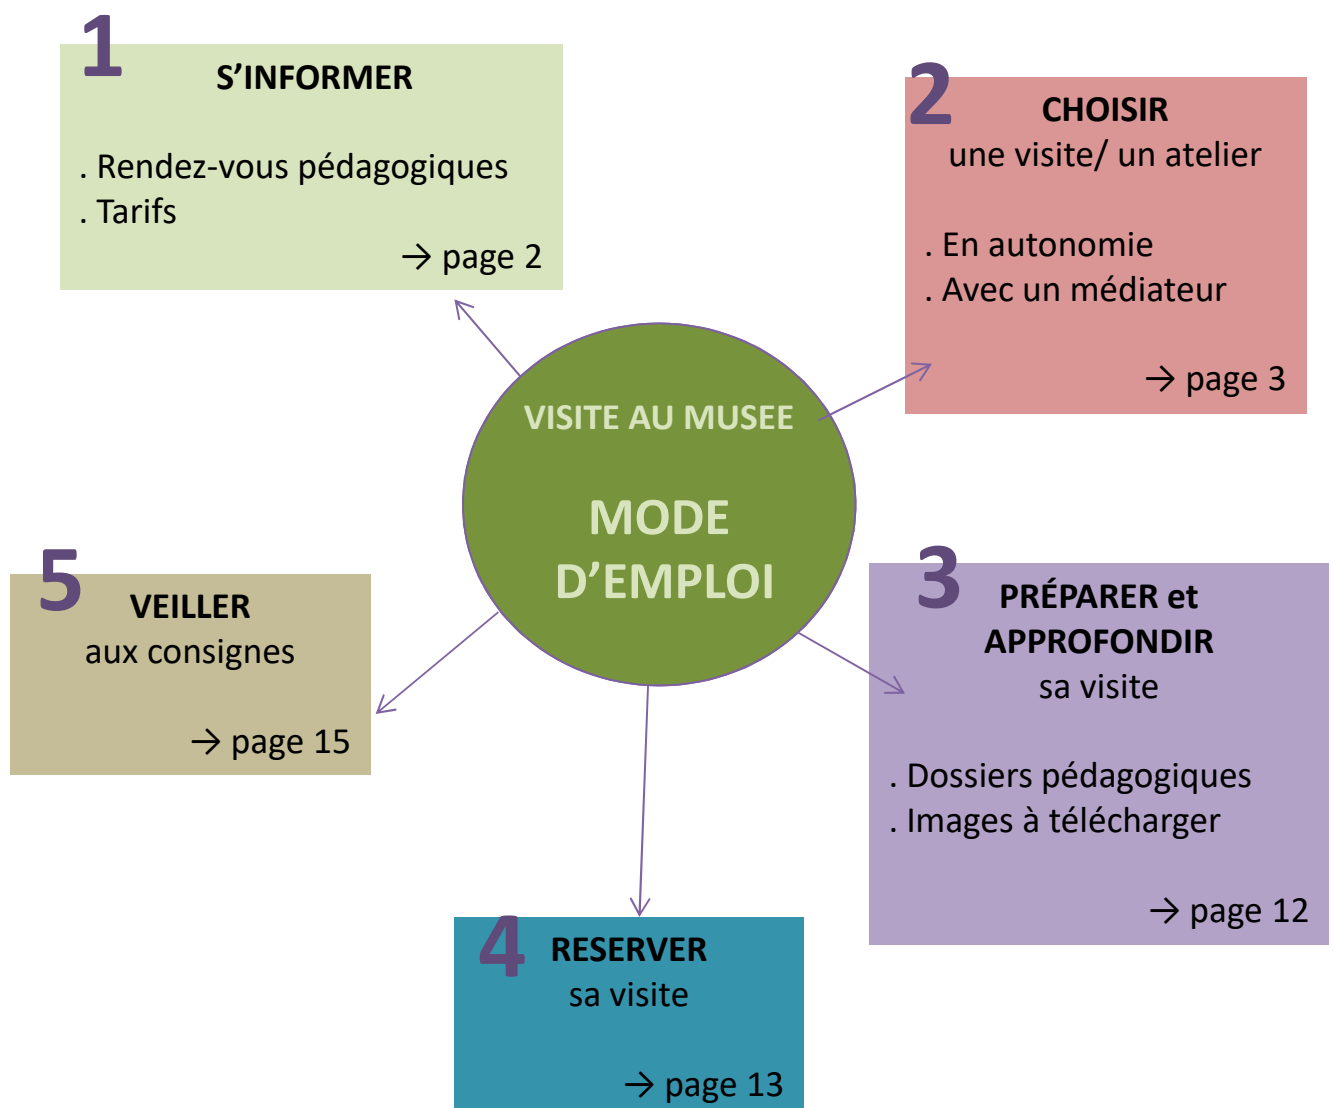 VISITE AU MUSEE
MODE
D’EMPLOI
1
S’INFORMER
. Rendez-vous pédagogiques
. Tarifs
→ page 2
2
CHOISIR
une visite/ un atelier
. En autonomie
. Avec un médiateur
→ page 3
3
PRÉPARER et
APPROFONDIR
sa visite
. Dossiers pédagogiques
. Images à télécharger
→ page 12
4
RESERVER
sa visite
→ page 13
5
VEILLER
aux consignes
→ page 15